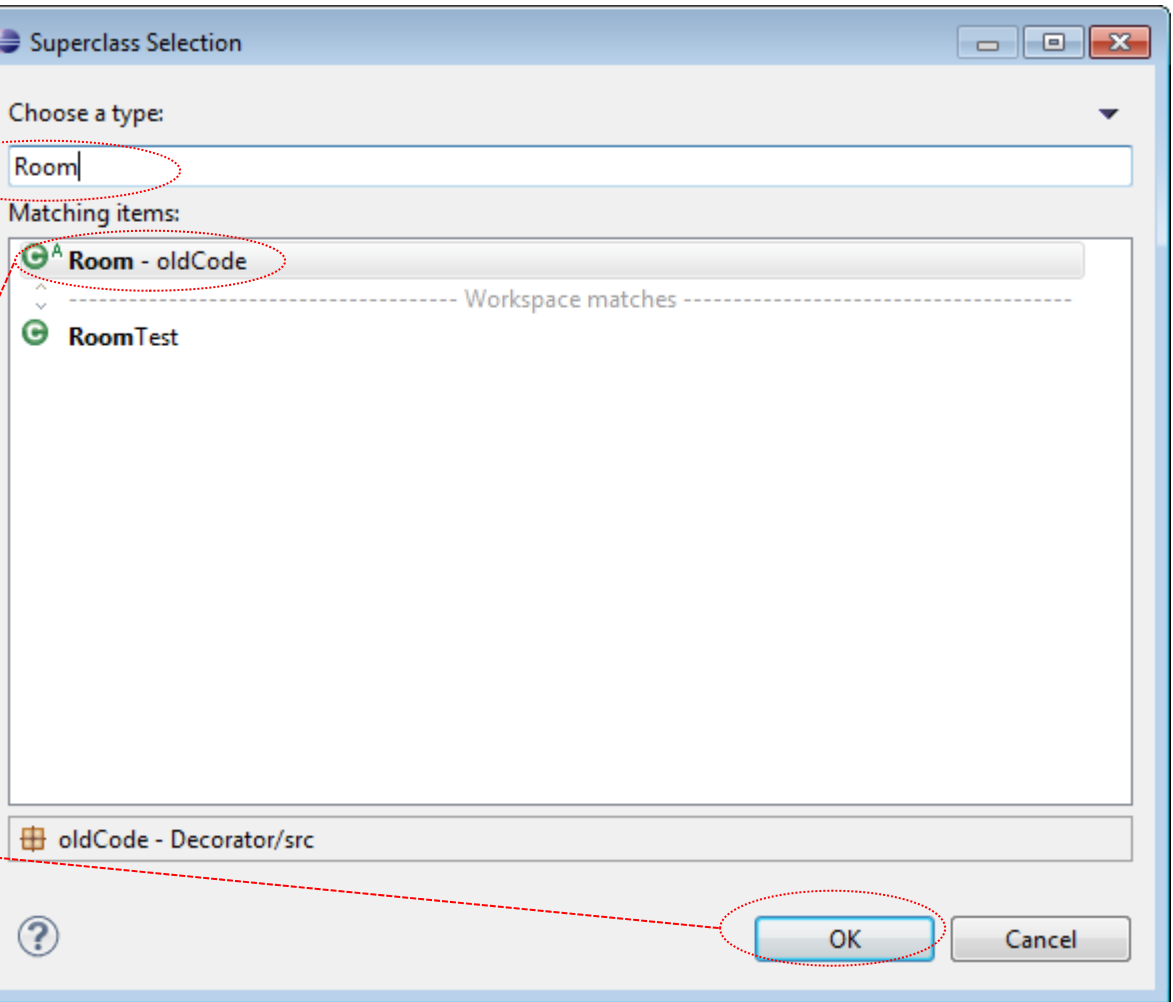 Superclass Selection
Choose a type:
Room
Matching items:
C A Room - oldCode
Workspace matches
C RoomTest
oldCode - Decorator/src
? OK Cancel